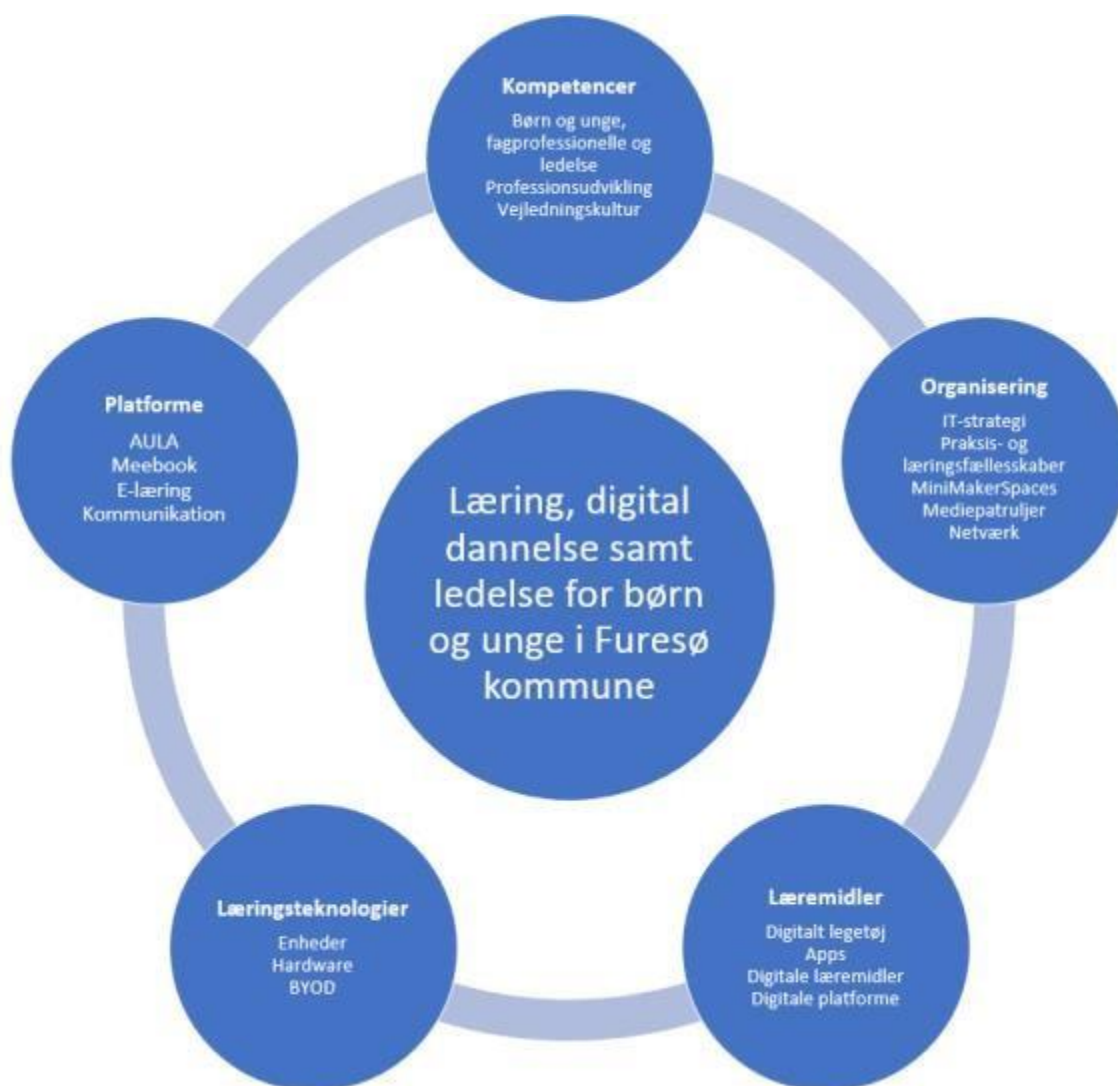 Kompetencer
Børn og unge,
fagprofessionelle og
ledelse
Professionsudvikling
Vejledningskultur
Platforme
AULA
Meebook
E-læring
Kommunikation
Organisering
IT-strategi
Praksis- og
læringsfællesskaber
MiniMakerSpaces
Mediepatruljer
Netværk
Læring, digital
dannelse samt
ledelse for børn
og unge i Furesø
kommune
Læringsteknologier
Enheder
Hardware
BYOD
Læremidler
Digitalt legetøj
Apps
Digitale læremidler
Digitale platforme